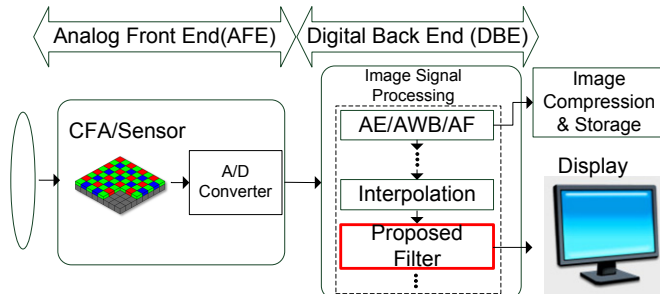 Analog Front End(AFE)
Digital Back End (DBE)
Image Signal
Processing
Image
Compression
& Storage
CFA/Sensor
A/D
Converter
AE/AWB/AF
Interpolation
Proposed
Filter
Display